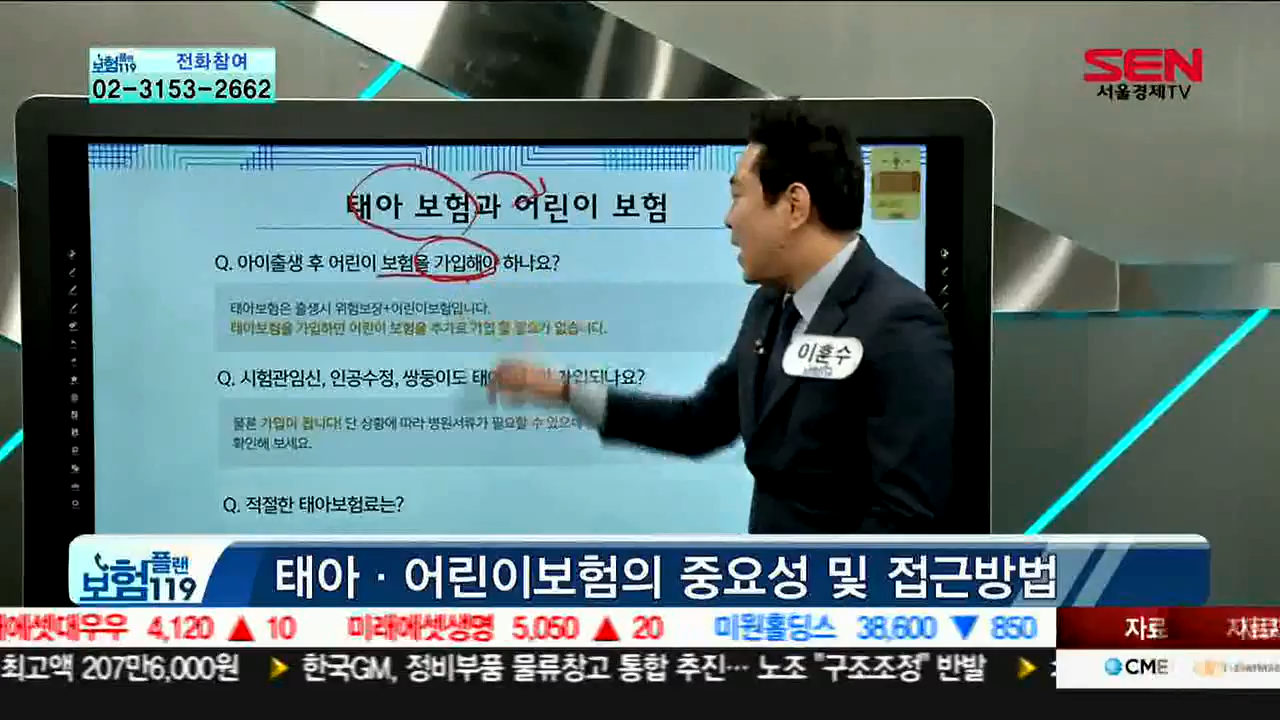 보험플랜119 전화참여
02-3153-2662
SEN
서울경제TV
태아 보험과 어린이 보험
Q. 아이출생 후 어린이 보험을 가입해야 하나요?
태아보험은 출생시 위험보장+어린이보험입니다.
태아보험을 가입하면 어린이 보험을 추가로 가입 할 필요가 없습니다.
이훈수
Q. 시험관임신, 인공수정, 쌍둥이도 태 가입되나요?
물론 가입이 됩니다! 단 상황에 따라 병원서류가 필요할 수 있으
확인해 보세요.
Q. 적절한 태아보험료는?
보험플랜119
태아·어린이보험의 중요성 및 접근방법
래에셋대우우 4,120 ▲ 10 미래에셋생명 5,050 ▲ 20 미원홀딩스 38,600 ▼ 850 자료
최고액 207만6,000원 ▶ 한국GM, 정비부품 물류창고 통합 추진… 노조 "구조조정" 반발 ▶ CME